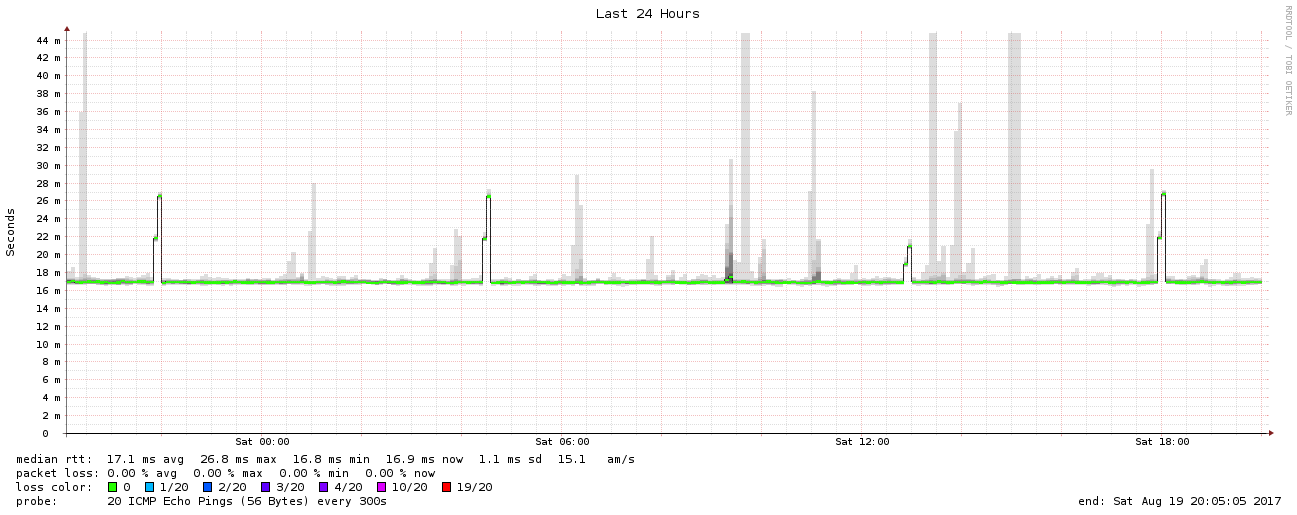 Last 24 Hours
RRDTOOL / TOBI OETIKER
Seconds
44 m
42 m
40 m
38 m
36 m
34 m
32 m
30 m
28 m
26 m
24 m
22 m
20 m
18 m
16 m
14 m
12 m
10 m
8 m
6 m
4 m
2 m
0
Sat 00:00 Sat 06:00 Sat 12:00 Sat 18:00
median rtt: 17.1 ms avg 26.8 ms max 16.8 ms min 16.9 ms now 1.1 ms sd 15.1 am/s
packet loss: 0.00 % avg 0.00 % max 0.00 % min 0.00 % now
loss color: 0 1/20 2/20 3/20 4/20 10/20 19/20
probe: 20 ICMP Echo Pings (56 Bytes) every 300s end: Sat Aug 19 20:05:05 2017